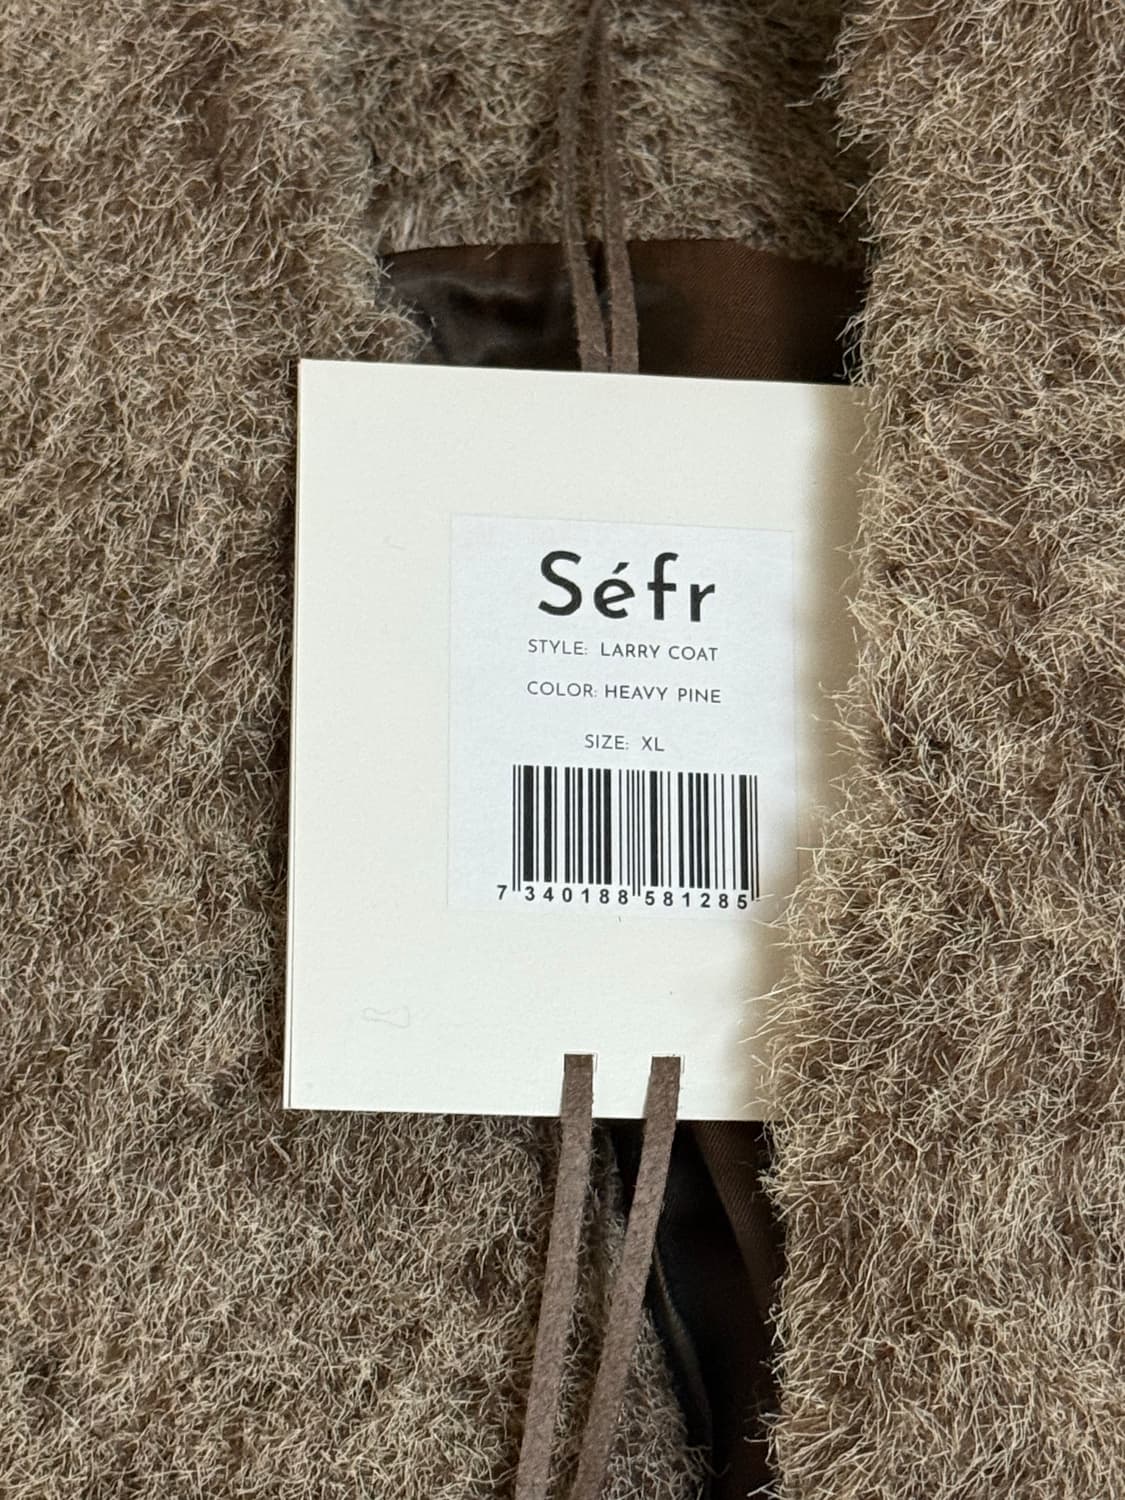 Séfr
STYLE: LARRY COAT
COLOR: HEAVY PINE
SIZE: XL
7 340188 581285